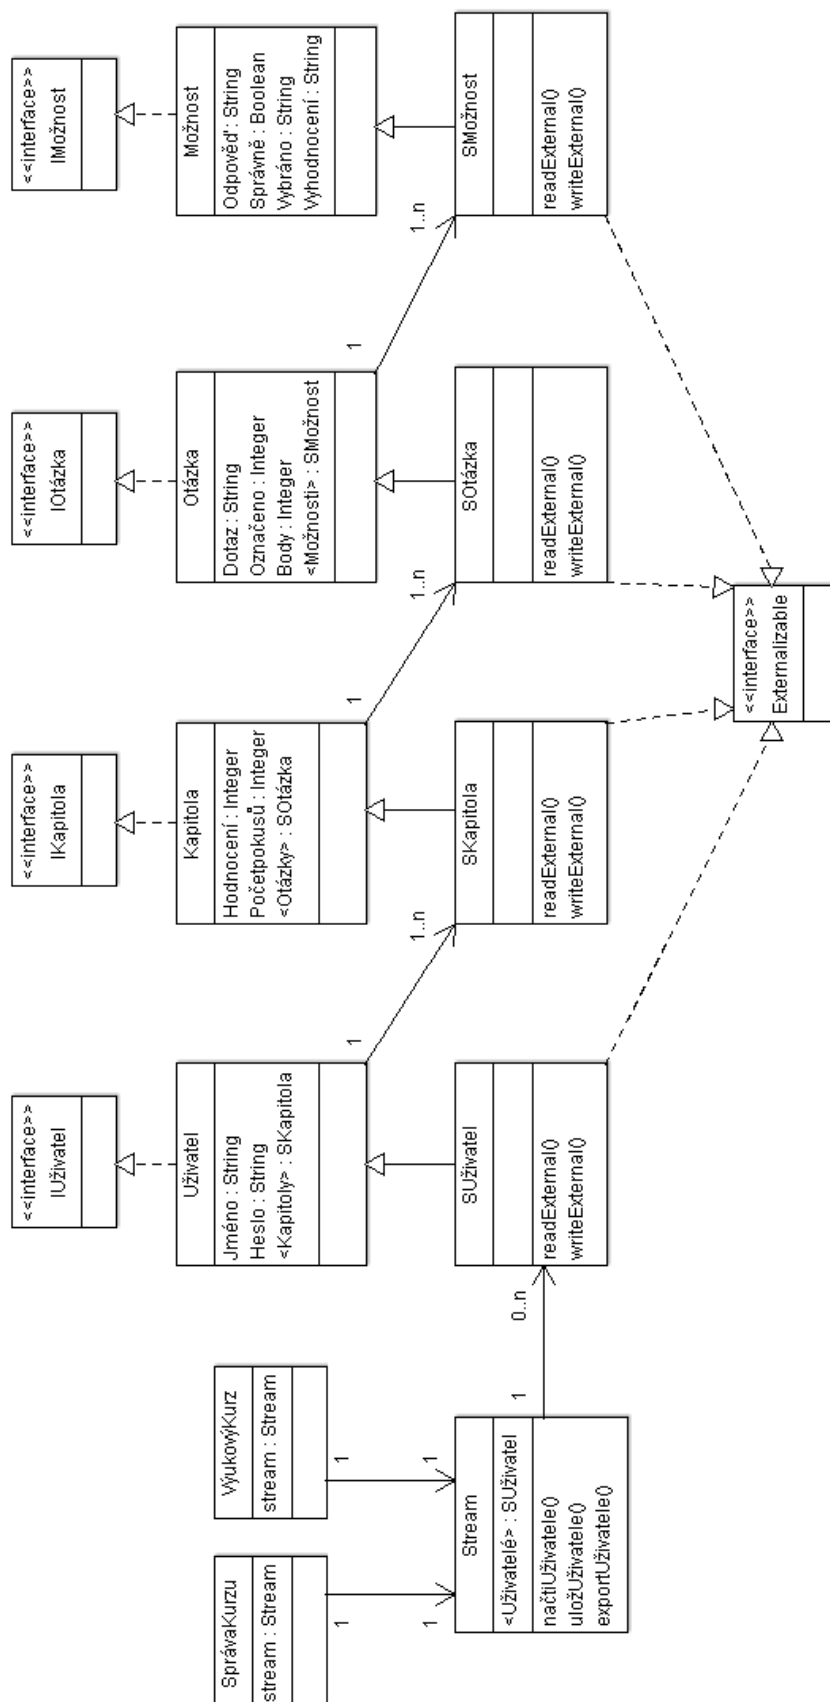 <<interface>>
IUživatel
<<interface>>
IKapitola
<<interface>>
IOtázka
<<interface>>
IMožnost
SprávaKurzu
stream : Stream
VýukovýKurz
stream : Stream
Uživatel
Jméno : String
Heslo : String
<Kapitoly> : SKapitola
Kapitola
Hodnocení : Integer
Početpokusů : Integer
<Otázky> : SOtázka
Otázka
Dotaz : String
Označeno : Integer
Body : Integer
<Možnosti> : SMožnost
Možnost
Odpověď : String
Správně : Boolean
Vybráno : String
Vyhodnocení : String
1
1
1
1
1
1
1
1..n
1..n
1..n
Stream
<Uživatelé> : SUživatel
načtiUživatele()
uložUživatele()
exportUživatele()
1
0..n
SUživatel
readExternal()
writeExternal()
SKapitola
readExternal()
writeExternal()
SOtázka
readExternal()
writeExternal()
SMožnost
readExternal()
writeExternal()
<<interface>>
Externalizable